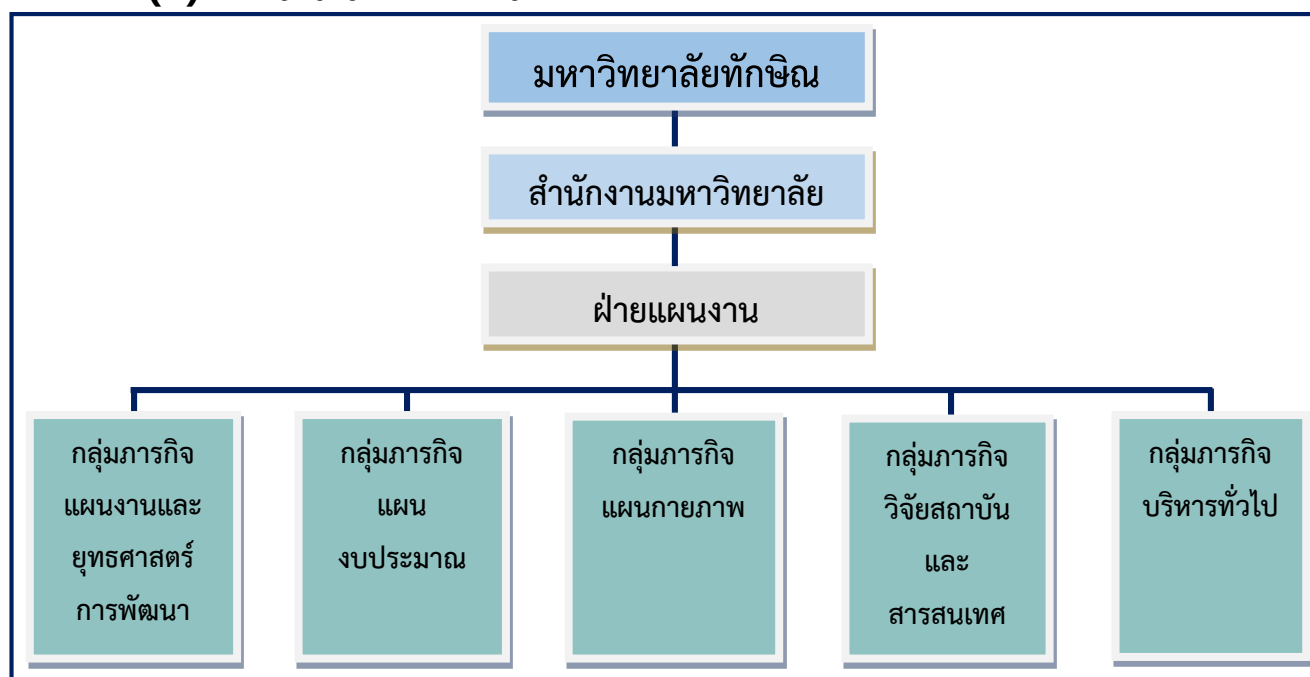 มหาวิทยาลัยทักษิณ
สำนักงานมหาวิทยาลัย
ฝ่ายแผนงาน
กลุ่มภารกิจ
แผนงานและ
ยุทธศาสตร์
การพัฒนา
กลุ่มภารกิจ
แผน
งบประมาณ
กลุ่มภารกิจ
แผนกายภาพ
กลุ่มภารกิจ
วิจัยสถาบัน
และ
สารสนเทศ
กลุ่มภารกิจ
บริหารทั่วไป